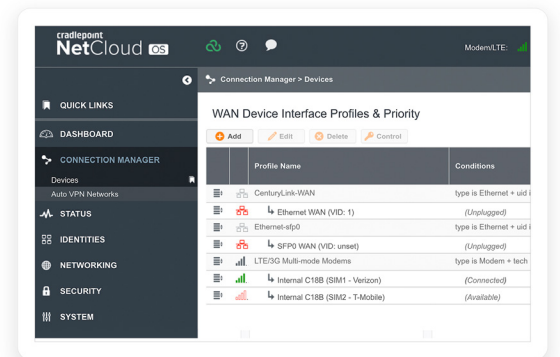 cradlepoint
NetCloud OS
Modem/LTE:
Connection Manager > Devices
QUICK LINKS
DASHBOARD
CONNECTION MANAGER
Devices
Auto VPN Networks
STATUS
IDENTITIES
NETWORKING
SECURITY
SYSTEM
WAN Device Interface Profiles & Priority
Add Edit Delete Control
Profile Name Conditions
CenturyLink-WAN type is Ethernet + uid i
Ethernet WAN (VID: 1) (Unplugged)
Ethernet-sfp0 type is Ethernet + uid i
SFP0 WAN (VID: unset) (Unplugged)
LTE/3G Multi-mode Modems type is Modem + tech
Internal C18B (SIM1 - Verizon) (Connected)
Internal C18B (SIM2 - T-Mobile) (Available)